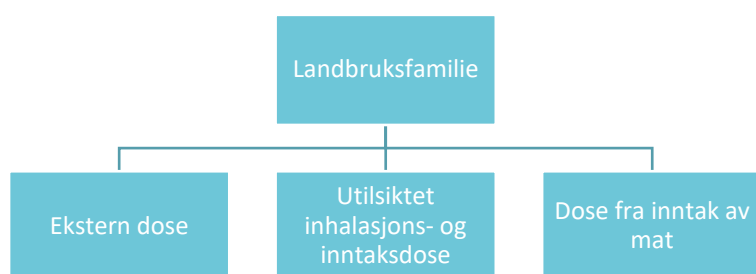 Landbruksfamilie
Ekstern dose
Utilsiktet
inhalasjons- og
inntaksdose
Dose fra inntak av
mat